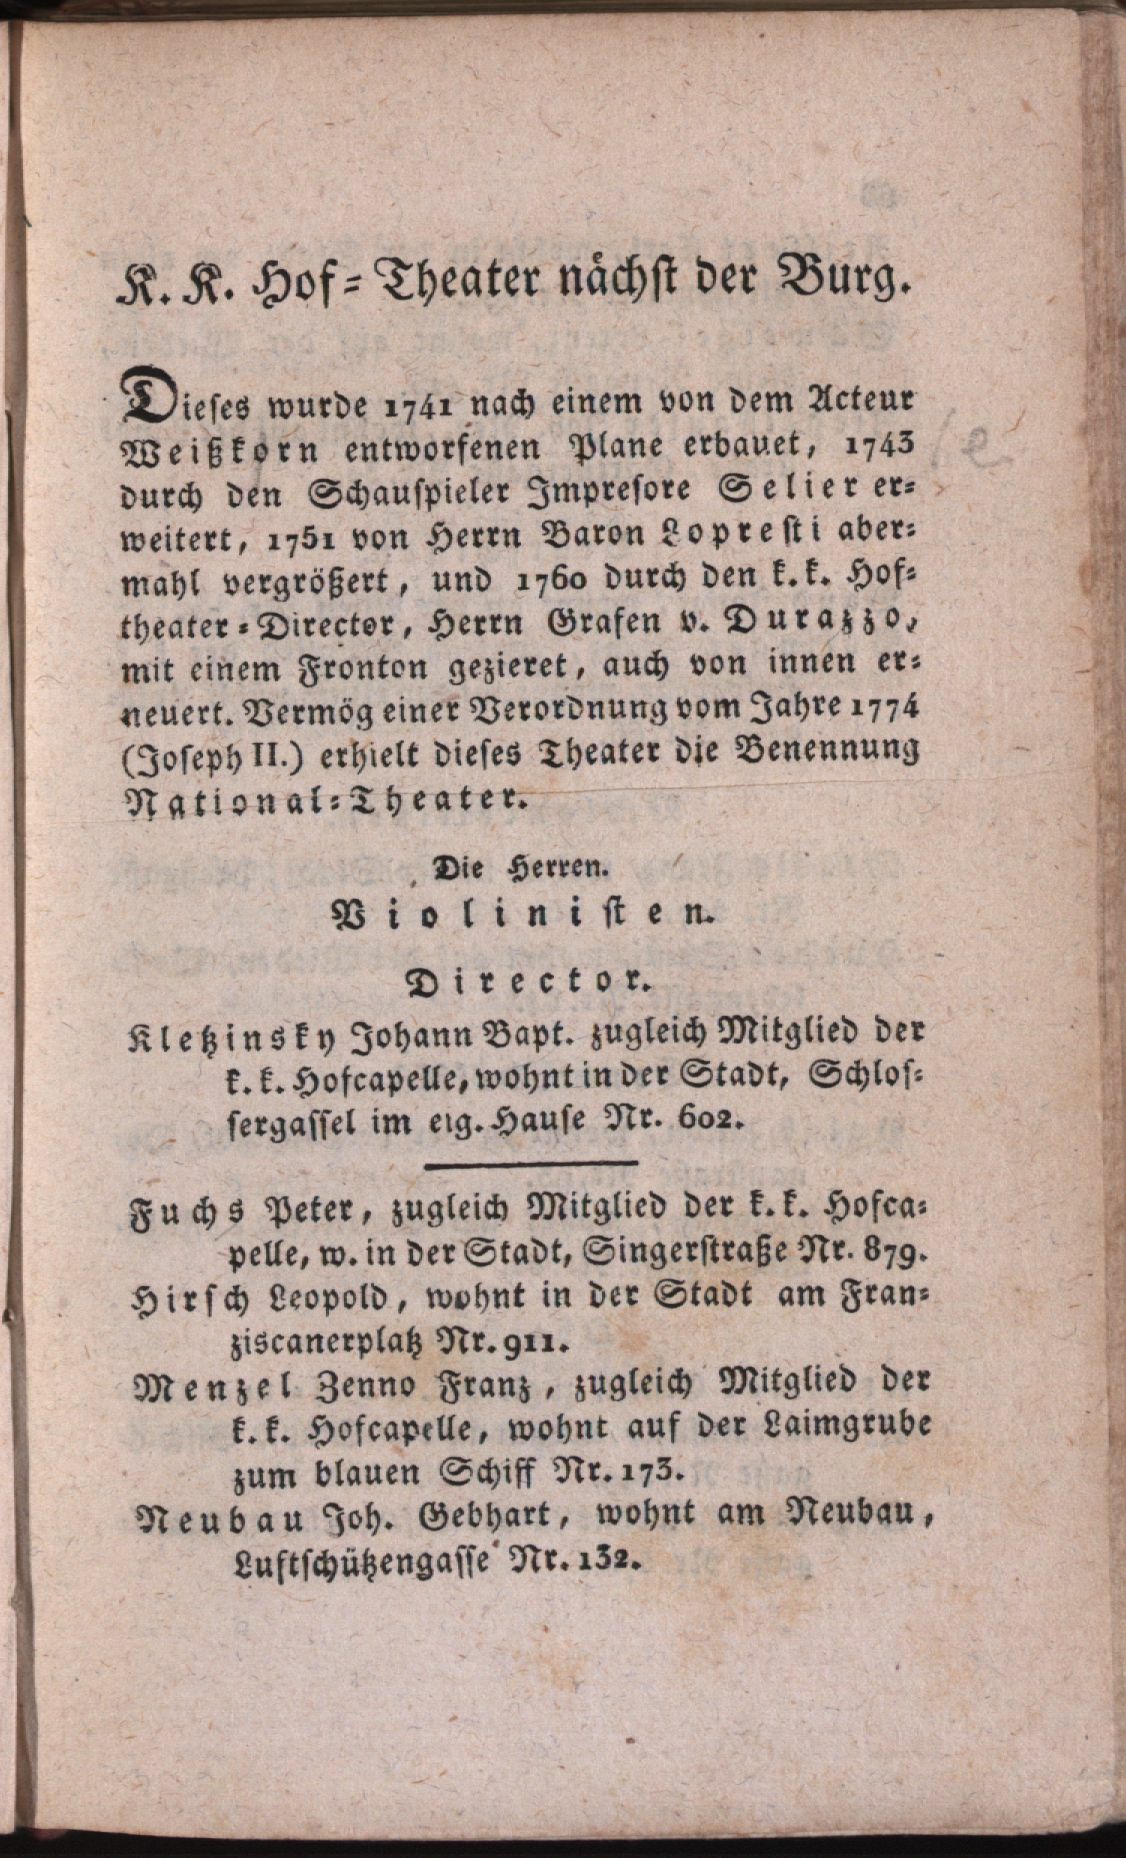 K. K. Hof-Theater nächst der Burg.
Dieses wurde 1741 nach einem von dem Acteur
Weißkorn entworfenen Plane erbauet, 1743
durch den Schauspieler Impresore Selier er-
weitert, 1751 von Herrn Baron Lopresti aber-
mahl vergrößert, und 1760 durch den k. k. Hof-
theater-Director, Herrn Grafen v. Durazzo,
mit einem Fronton gezieret, auch von innen er-
neuert. Vermög einer Verordnung vom Jahre 1774
(Joseph II.) erhielt dieses Theater die Benennung
National-Theater.
Die Herren.
Violinisten.
Director.
Kletzinsky Johann Bapt. zugleich Mitglied der
k. k. Hofcapelle, wohnt in der Stadt, Schlos-
sergassel im eig. Hause Nr. 602.
Fuchs Peter, zugleich Mitglied der k. k. Hofca-
pelle, w. in der Stadt, Singerstraße Nr. 879.
Hirsch Leopold, wohnt in der Stadt am Fran-
ziscanerplatz Nr. 911.
Menzel Zenno Franz, zugleich Mitglied der
k. k. Hofcapelle, wohnt auf der Laimgrube
zum blauen Schiff Nr. 173.
Neubau Joh. Gebhart, wohnt am Neubau,
Luftschützengasse Nr. 132.